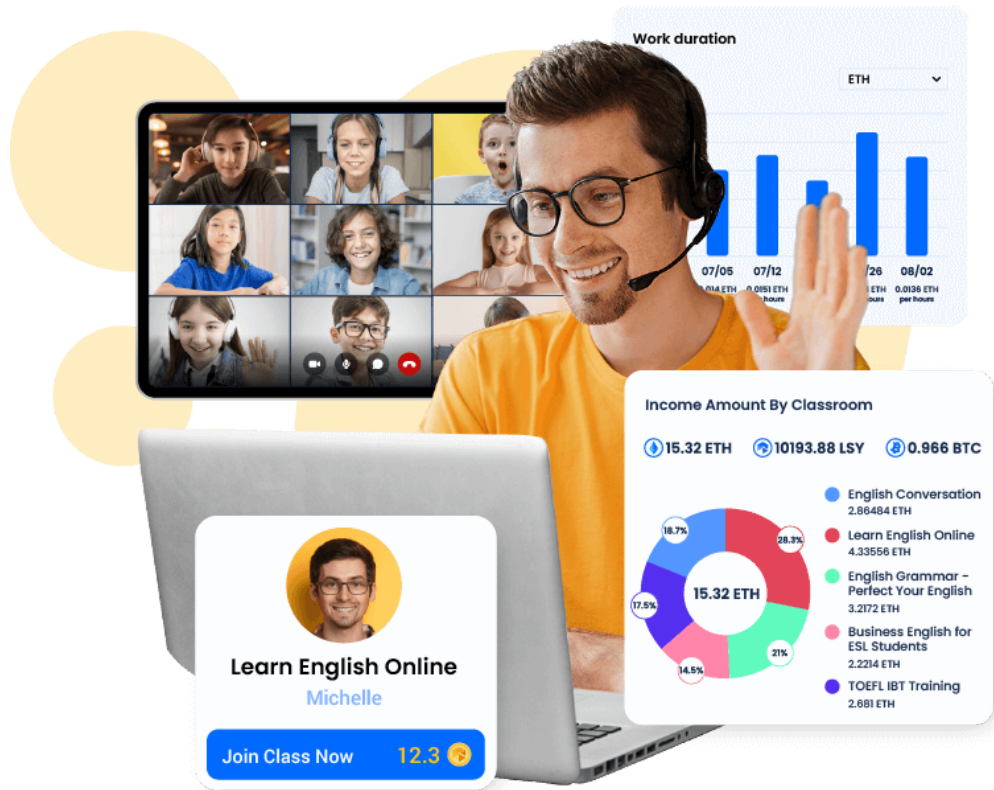 Work duration
ETH
07/05
07/12
/26
08/02
0.0151 ETH
ETH
0.0136 ETH
per hours
Income Amount By Classroom
15.32 ETH
10193.88 LSY
0.966 BTC
English Conversation
2.86484 ETH
Learn English Online
4.33556 ETH
English Grammar -
Perfect Your English
3.2172 ETH
Business English for
ESL Students
2.2214 ETH
TOEFL IBT Training
2.681 ETH
18.7%
28.3%
17.5%
15.32 ETH
21%
14.5%
Learn English Online
Michelle
Join Class Now
12.3